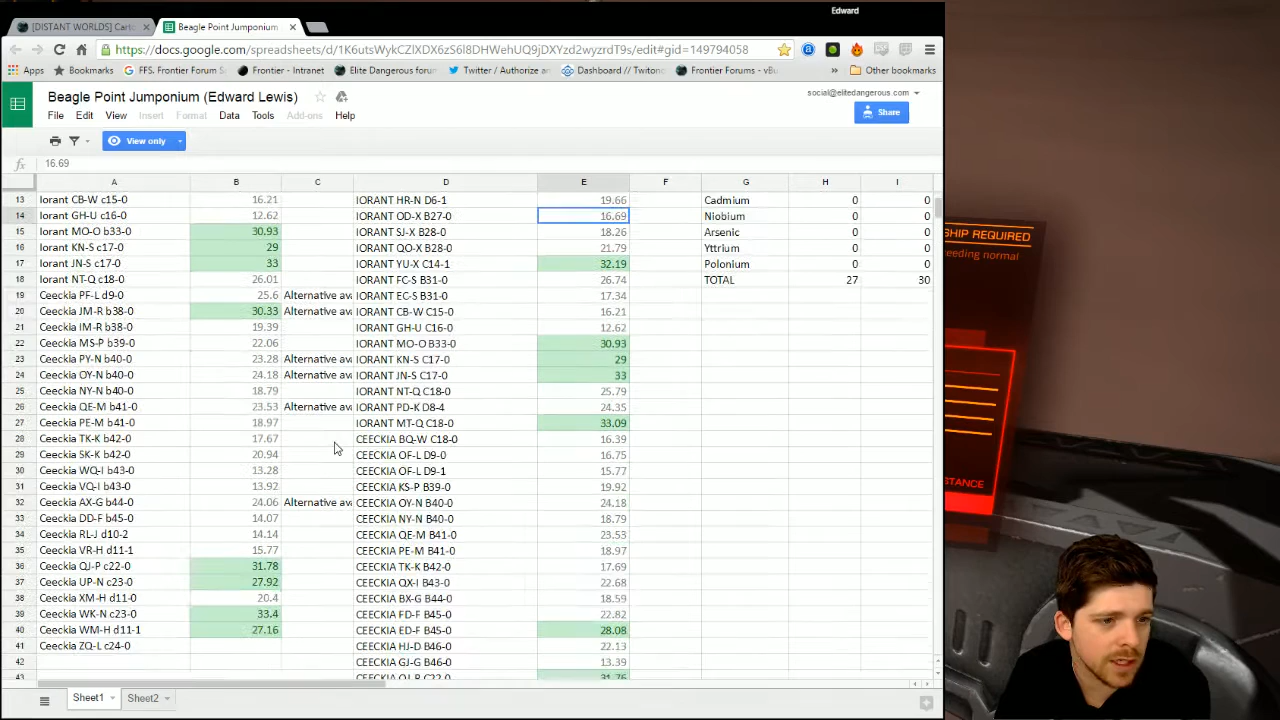 Edward
[DISTANT WORLDS] Carto
Beagle Point Jumponium
https://docs.google.com/spreadsheets/d/1K6utsWykCZlXDX6zS6l8DHWehUQ9jDXYzd2wyzrdT9s/edit#gid=149794058
Apps Bookmarks FFS. Frontier Forum S Frontier - Intranet Elite Dangerous forum Twitter / Authorize an Dashboard // Twitonc Frontier Forums - vBu » Other bookmarks
Beagle Point Jumponium (Edward Lewis)
social@elitedangerous.com
File Edit View Insert Format Data Tools Add-ons Help
Share
View only
fx 16.69
A B C D E F G H I
13 Iorant CB-W c15-0 16.21 IORANT HR-N D6-1 19.66 Cadmium 0 0
14 Iorant GH-U c16-0 12.62 IORANT OD-X B27-0 16.69 Niobium 0 0
15 Iorant MO-O b33-0 30.93 IORANT SJ-X B28-0 18.26 Arsenic 0 0
16 Iorant KN-S c17-0 29 IORANT QO-X B28-0 21.79 Yttrium 0 0
17 Iorant JN-S c17-0 33 IORANT YU-X C14-1 32.19 Polonium 0 0
18 Iorant NT-Q c18-0 26.01 IORANT FC-S B31-0 26.74 TOTAL 27 30
19 Ceeckia PF-L d9-0 25.6 Alternative ava IORANT EC-S B31-0 17.34
20 Ceeckia JM-R b38-0 30.33 Alternative ava IORANT CB-W C15-0 16.21
21 Ceeckia IM-R b38-0 19.39 IORANT GH-U C16-0 12.62
22 Ceeckia MS-P b39-0 22.06 IORANT MO-O B33-0 30.93
23 Ceeckia PY-N b40-0 23.28 Alternative ava IORANT KN-S C17-0 29
24 Ceeckia OY-N b40-0 24.18 Alternative ava IORANT JN-S C17-0 33
25 Ceeckia NY-N b40-0 18.79 IORANT NT-Q C18-0 25.79
26 Ceeckia QE-M b41-0 23.53 Alternative ava IORANT PD-K D8-4 24.35
27 Ceeckia PE-M b41-0 18.97 IORANT MT-Q C18-0 33.09
28 Ceeckia TK-K b42-0 17.67 CEECKIA BQ-W C18-0 16.39
29 Ceeckia SK-K b42-0 20.94 CEECKIA OF-L D9-0 16.75
30 Ceeckia WQ-I b43-0 13.28 CEECKIA OF-L D9-1 15.77
31 Ceeckia VQ-I b43-0 13.92 CEECKIA KS-P B39-0 19.92
32 Ceeckia AX-G b44-0 24.06 Alternative ava CEECKIA OY-N B40-0 24.18
33 Ceeckia DD-F b45-0 14.07 CEECKIA NY-N B40-0 18.79
34 Ceeckia RL-J d10-2 14.14 CEECKIA QE-M B41-0 23.53
35 Ceeckia VR-H d11-1 15.77 CEECKIA PE-M B41-0 18.97
36 Ceeckia QJ-P c22-0 31.78 CEECKIA TK-K B42-0 17.69
37 Ceeckia UP-N c23-0 27.92 CEECKIA QX-I B43-0 22.68
38 Ceeckia XM-H d11-0 20.4 CEECKIA BX-G B44-0 18.59
39 Ceeckia WK-N c23-0 33.4 CEECKIA FD-F B45-0 22.82
40 Ceeckia WM-H d11-1 27.16 CEECKIA ED-F B45-0 28.08
41 Ceeckia ZQ-L c24-0 CEECKIA HJ-D B46-0 22.13
42 CEECKIA GJ-G B46-0 13.39
43 CEECKIA QJ-P C22-0 31.76
Sheet1 Sheet2
SHIP REQUIRED
eeding normal
STANCE